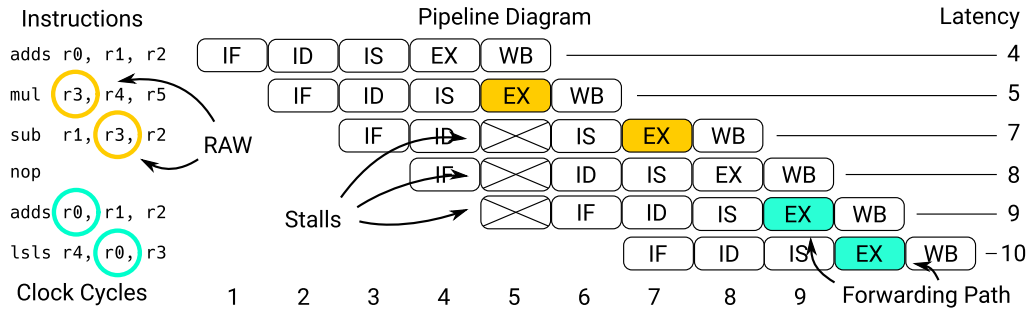 Instructions Pipeline Diagram Latency
adds r0, r1, r2 IF ID IS EX WB 4
mul r3, r4, r5 IF ID IS EX WB 5
sub r1, r3, r2 IF ID IS EX WB 7
RAW
nop IF ID IS EX WB 8
adds r0, r1, r2 IF ID IS EX WB 9
Stalls
lsls r4, r0, r3 IF ID IS EX WB 10
Clock Cycles 1 2 3 4 5 6 7 8 9 Forwarding Path